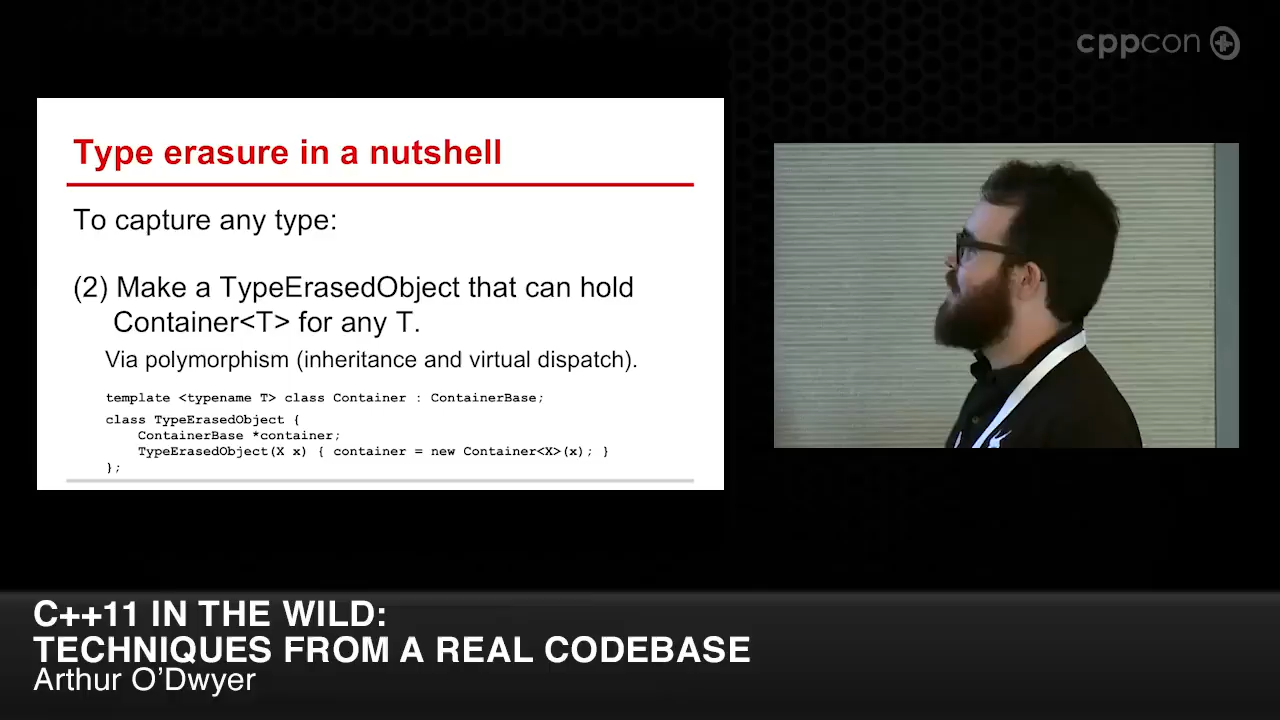 cppcon
Type erasure in a nutshell
To capture any type:
(2) Make a TypeErasedObject that can hold
Container<T> for any T.
Via polymorphism (inheritance and virtual dispatch).
template <typename T> class Container : ContainerBase;
class TypeErasedObject {
ContainerBase *container;
TypeErasedObject(X x) { container = new Container<X>(x); }
};
C++11 IN THE WILD:
TECHNIQUES FROM A REAL CODEBASE
Arthur O’Dwyer